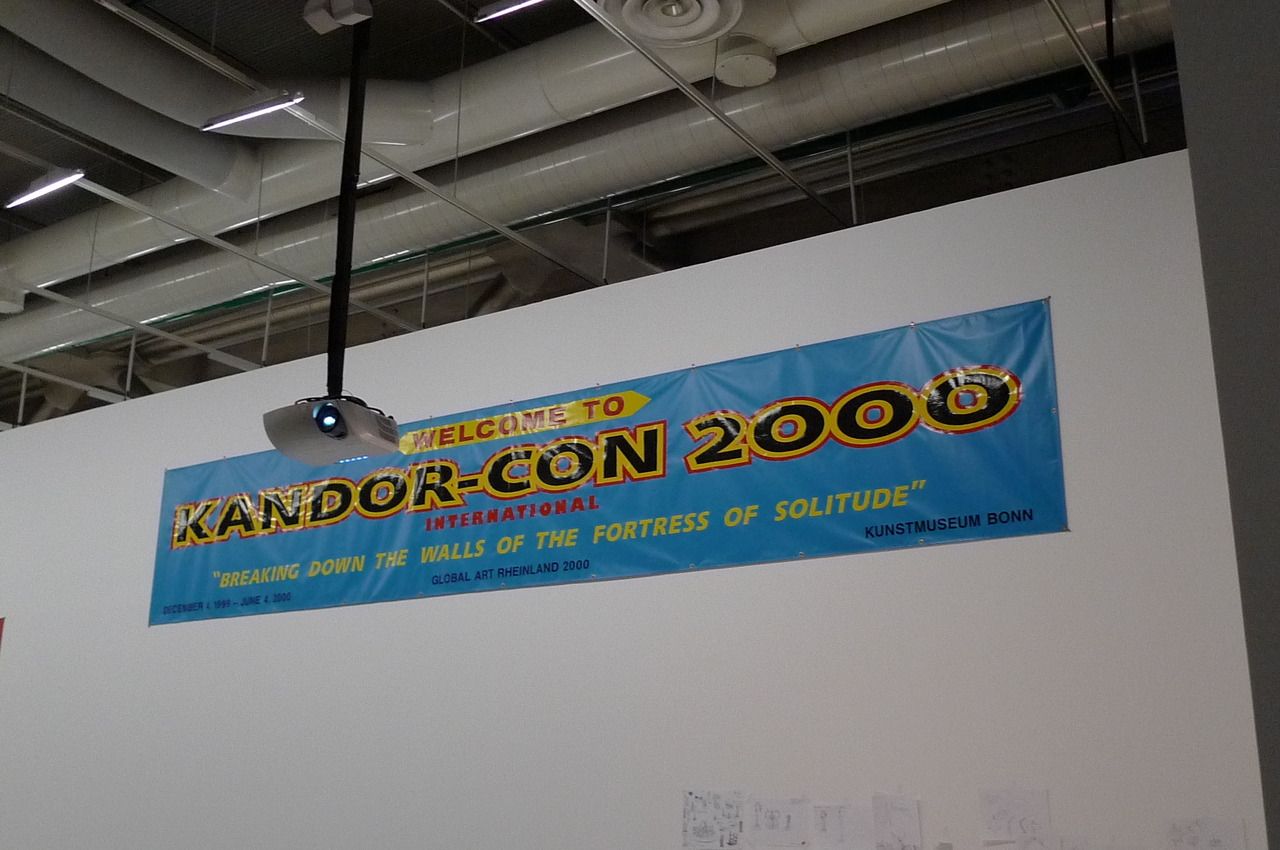 WELCOME TO
KANDOR-CON 2000
INTERNATIONAL
"BREAKING DOWN THE WALLS OF THE FORTRESS OF SOLITUDE"
KUNSTMUSEUM BONN
GLOBAL ART RHEINLAND 2000
DECEMBER 1, 1999 – JUNE 4, 2000